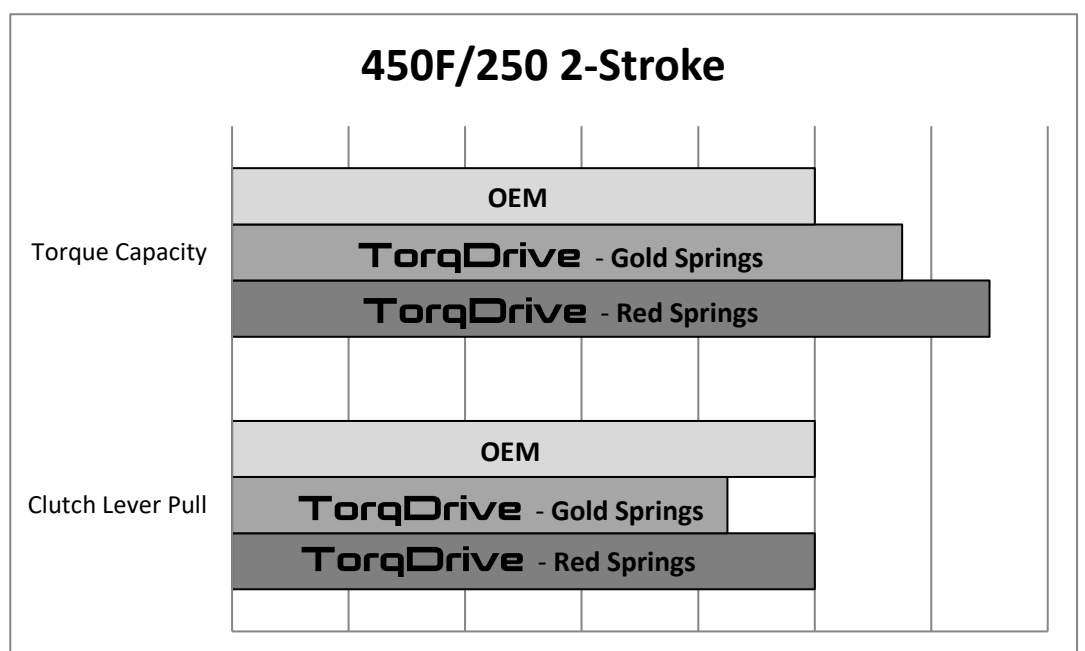 450F/250 2-Stroke
Torque Capacity
OEM
TorqDrive - Gold Springs
TorqDrive - Red Springs
Clutch Lever Pull
OEM
TorqDrive - Gold Springs
TorqDrive - Red Springs